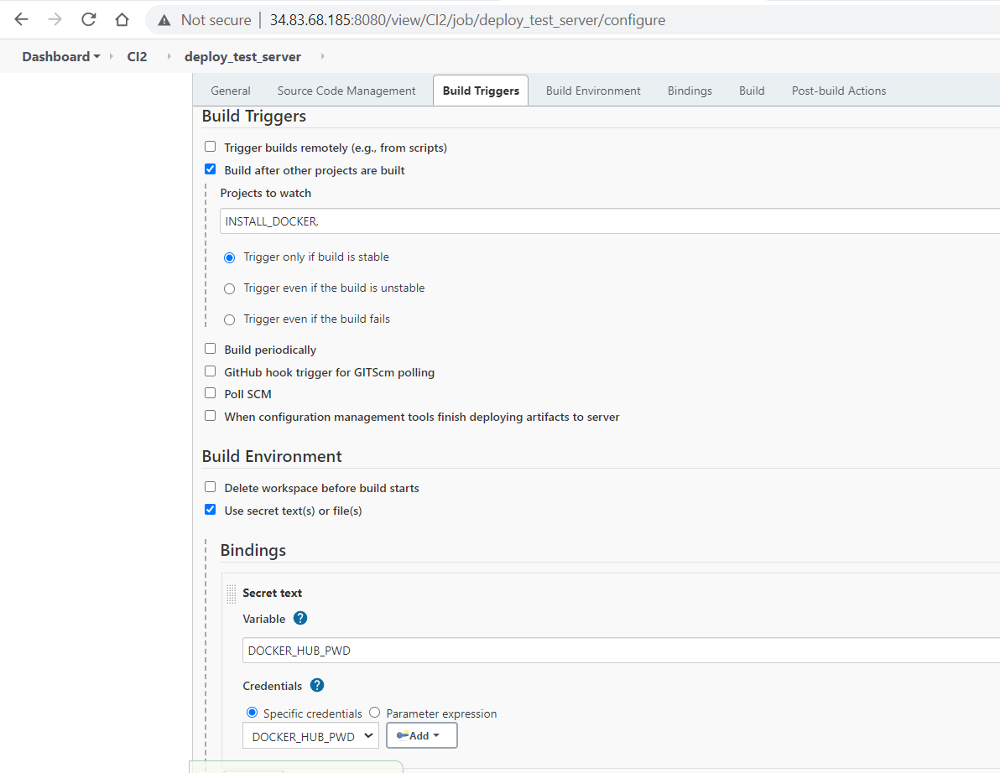 Not secure | 34.83.68.185:8080/view/CI2/job/deploy_test_server/configure
Dashboard CI2 deploy_test_server
General Source Code Management Build Triggers Build Environment Bindings Build Post-build Actions
Build Triggers
Trigger builds remotely (e.g., from scripts)
Build after other projects are built
Projects to watch
INSTALL_DOCKER,
Trigger only if build is stable
Trigger even if the build is unstable
Trigger even if the build fails
Build periodically
GitHub hook trigger for GITScm polling
Poll SCM
When configuration management tools finish deploying artifacts to server
Build Environment
Delete workspace before build starts
Use secret text(s) or file(s)
Bindings
Secret text
Variable ?
DOCKER_HUB_PWD
Credentials ?
Specific credentials Parameter expression
DOCKER_HUB_PWD Add